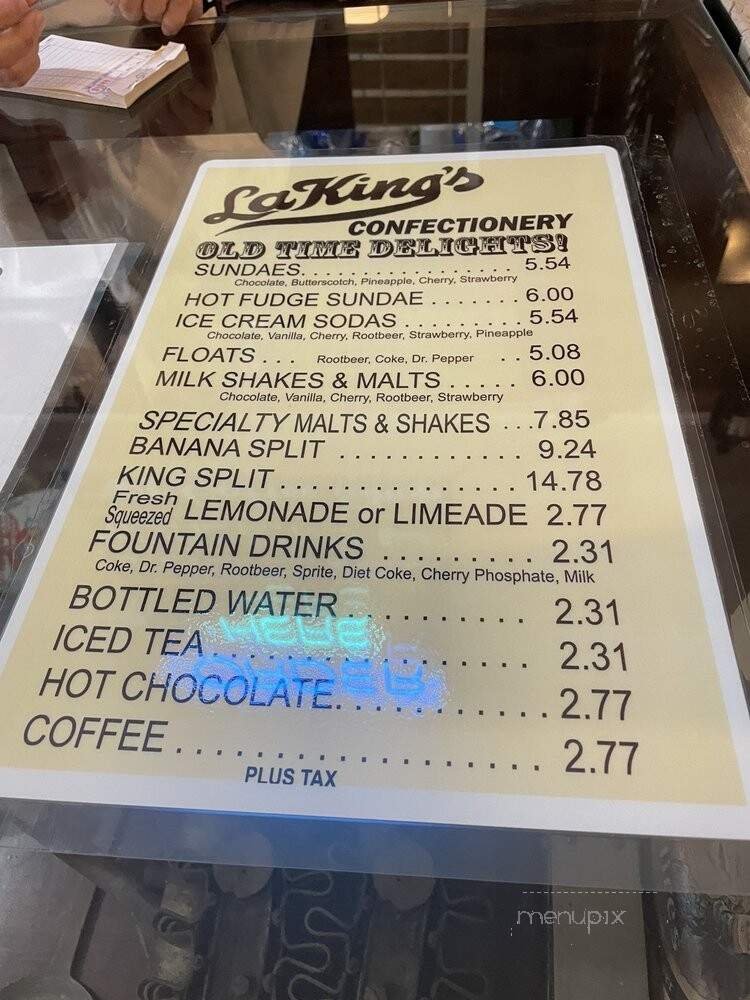 LaKing's
CONFECTIONERY
OLD TIME DELIGHTS!
SUNDAES. . . . . . . . . . . . . . . . . 5.54
Chocolate, Butterscotch, Pineapple, Cherry, Strawberry
HOT FUDGE SUNDAE . . . . . . . 6.00
ICE CREAM SODAS . . . . . . . . . 5.54
Chocolate, Vanilla, Cherry, Rootbeer, Strawberry, Pineapple
FLOATS . . . Rootbeer, Coke, Dr. Pepper . . 5.08
MILK SHAKES & MALTS . . . . . 6.00
Chocolate, Vanilla, Cherry, Rootbeer, Strawberry
SPECIALTY MALTS & SHAKES . . .7.85
BANANA SPLIT . . . . . . . . . . . . 9.24
KING SPLIT . . . . . . . . . . . . . . . . 14.78
Fresh Squeezed LEMONADE or LIMEADE 2.77
FOUNTAIN DRINKS . . . . . . . . . 2.31
Coke, Dr. Pepper, Rootbeer, Sprite, Diet Coke, Cherry Phosphate, Milk
BOTTLED WATER . . . . . . . . . . 2.31
ICED TEA. . . . . . . . . . . . . . . . . 2.31
HOT CHOCOLATE. . . . . . . . . . . 2.77
COFFEE . . . . . . . . . . . . . . . . . . 2.77
PLUS TAX
HERE
ORDER
menupix